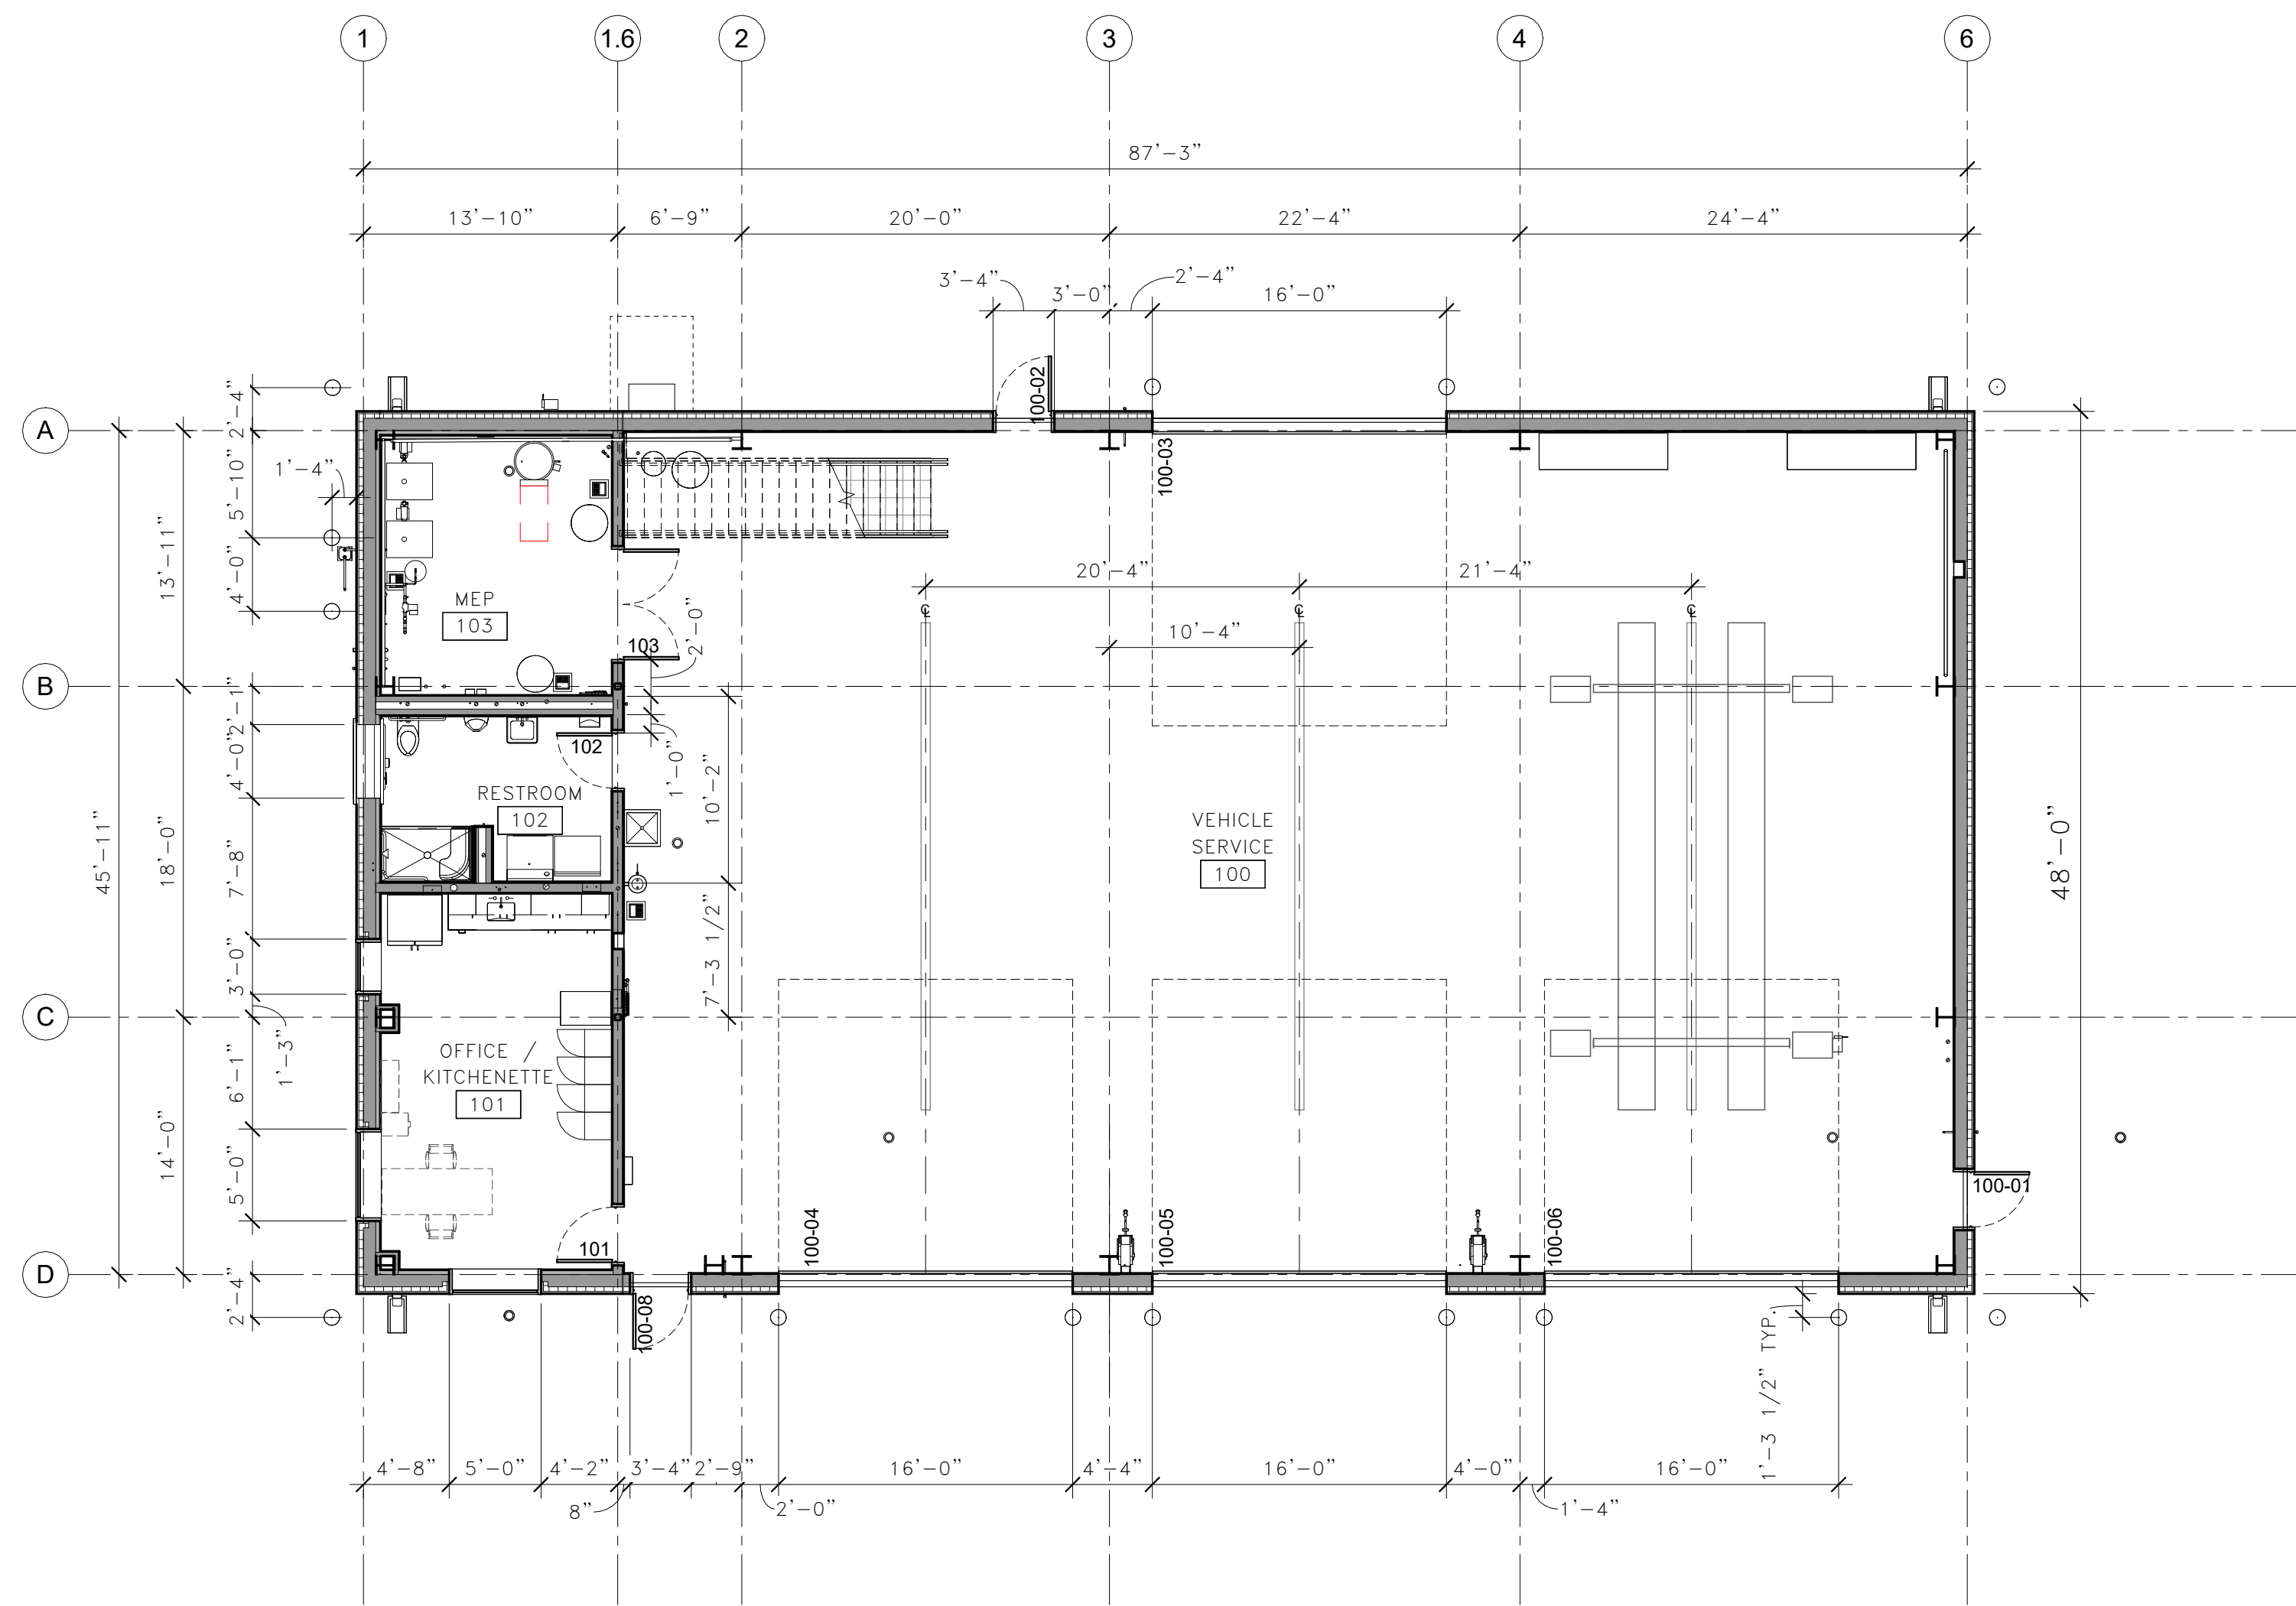 1 1.6 2 3 4 6
87'-3"
13'-10" 6'-9" 20'-0" 22'-4" 24'-4"
3'-4" 3'-0" 2'-4" 16'-0"
100-02
100-03
A
B
C
D
2'-4"
5'-10"
1'-4"
4'-0"
13'-11"
2'-1"
4'-0"
45'-11"
18'-0"
7'-8"
3'-0"
1'-3"
6'-1"
14'-0"
5'-0"
2'-4"
MEP
103
103
2'-0"
20'-4" 21'-4"
℄ ℄ ℄
10'-4"
102
RESTROOM
102
1'-0"
10'-2"
7'-3 1/2"
VEHICLE
SERVICE
100
48'-0"
OFFICE /
KITCHENETTE
101
101
100-04
100-05
100-06
100-01
100-08
1'-3 1/2" TYP.
4'-8" 5'-0" 4'-2" 3'-4" 2'-9" 16'-0" 4'-4" 16'-0" 4'-0" 16'-0"
8" 2'-0" 1'-4"